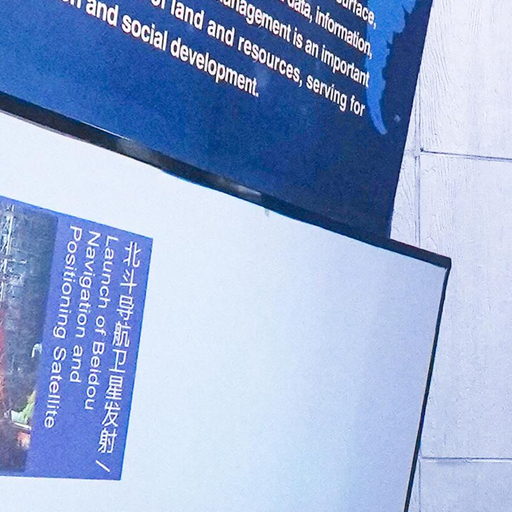 surface,
data, information,
management is an important
of land and resources, serving for
and social development.
北斗导航卫星发射 /
Launch of Beidou
Navigation and
Positioning Satellite